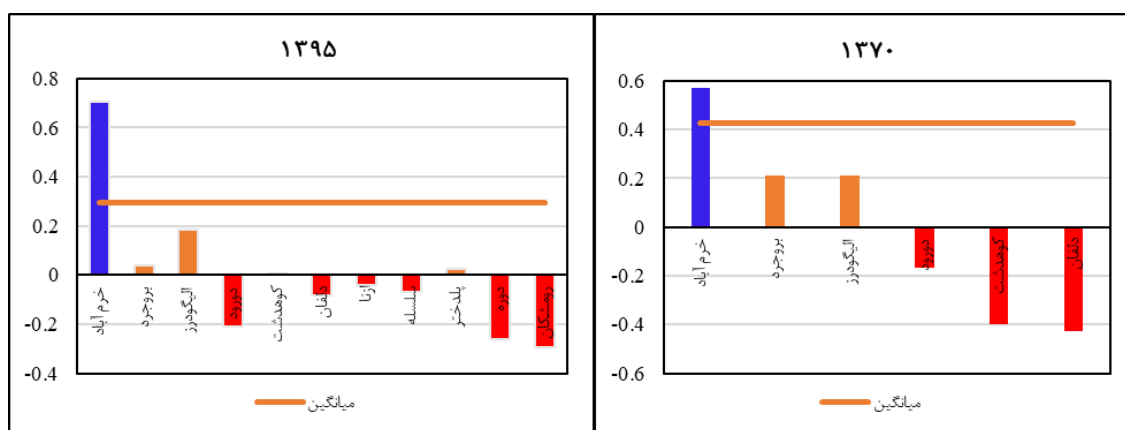 ۱۳۷۰
0.6
0.4
0.2
0
-0.2
-0.4
-0.6
خرم آباد
بروجرد
الیگودرز
دورود
کوهدشت
دلفان
میانگین
۱۳۹۵
0.8
0.6
0.4
0.2
0
-0.2
-0.4
خرم آباد
بروجرد
الیگودرز
دورود
کوهدشت
دلفان
ازنا
سلسله
پلدختر
دوره
رومشکان
میانگین